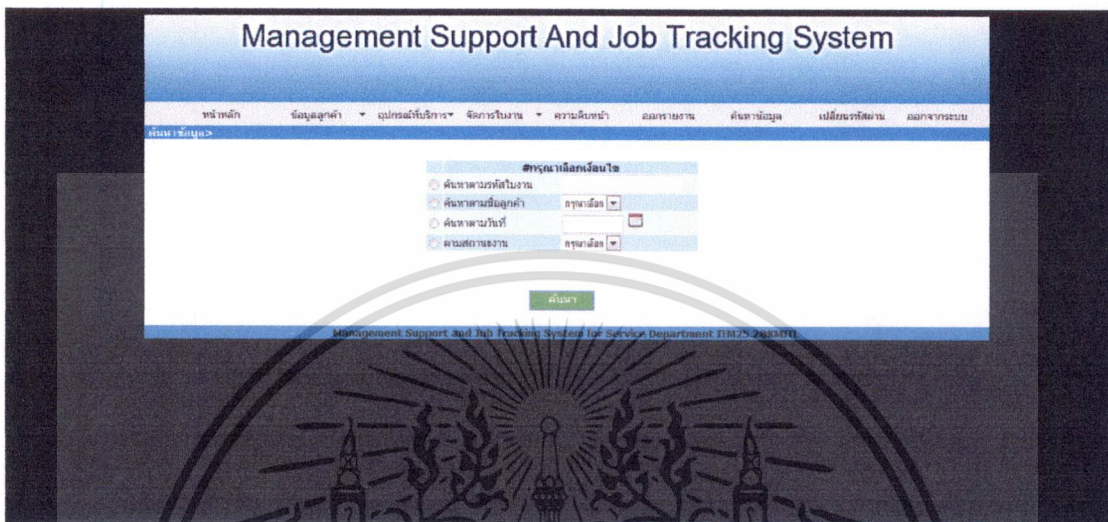 Management Support And Job Tracking System
หน้าหลัก ข้อมูลลูกค้า อุปกรณ์ที่บริการ จัดการใบงาน ความคืบหน้า ออกรายงาน ค้นหาข้อมูล เปลี่ยนรหัสผ่าน ออกจากระบบ
ค้นหาข้อมูล>
#กรุณาเลือกเงื่อนไข
ค้นหาตามรหัสใบงาน
ค้นหาตามชื่อลูกค้า กรุณาเลือก
ค้นหาตามวันที่
ตามสถานะงาน กรุณาเลือก
ค้นหา
Management Support and Job Tracking System for Service Department